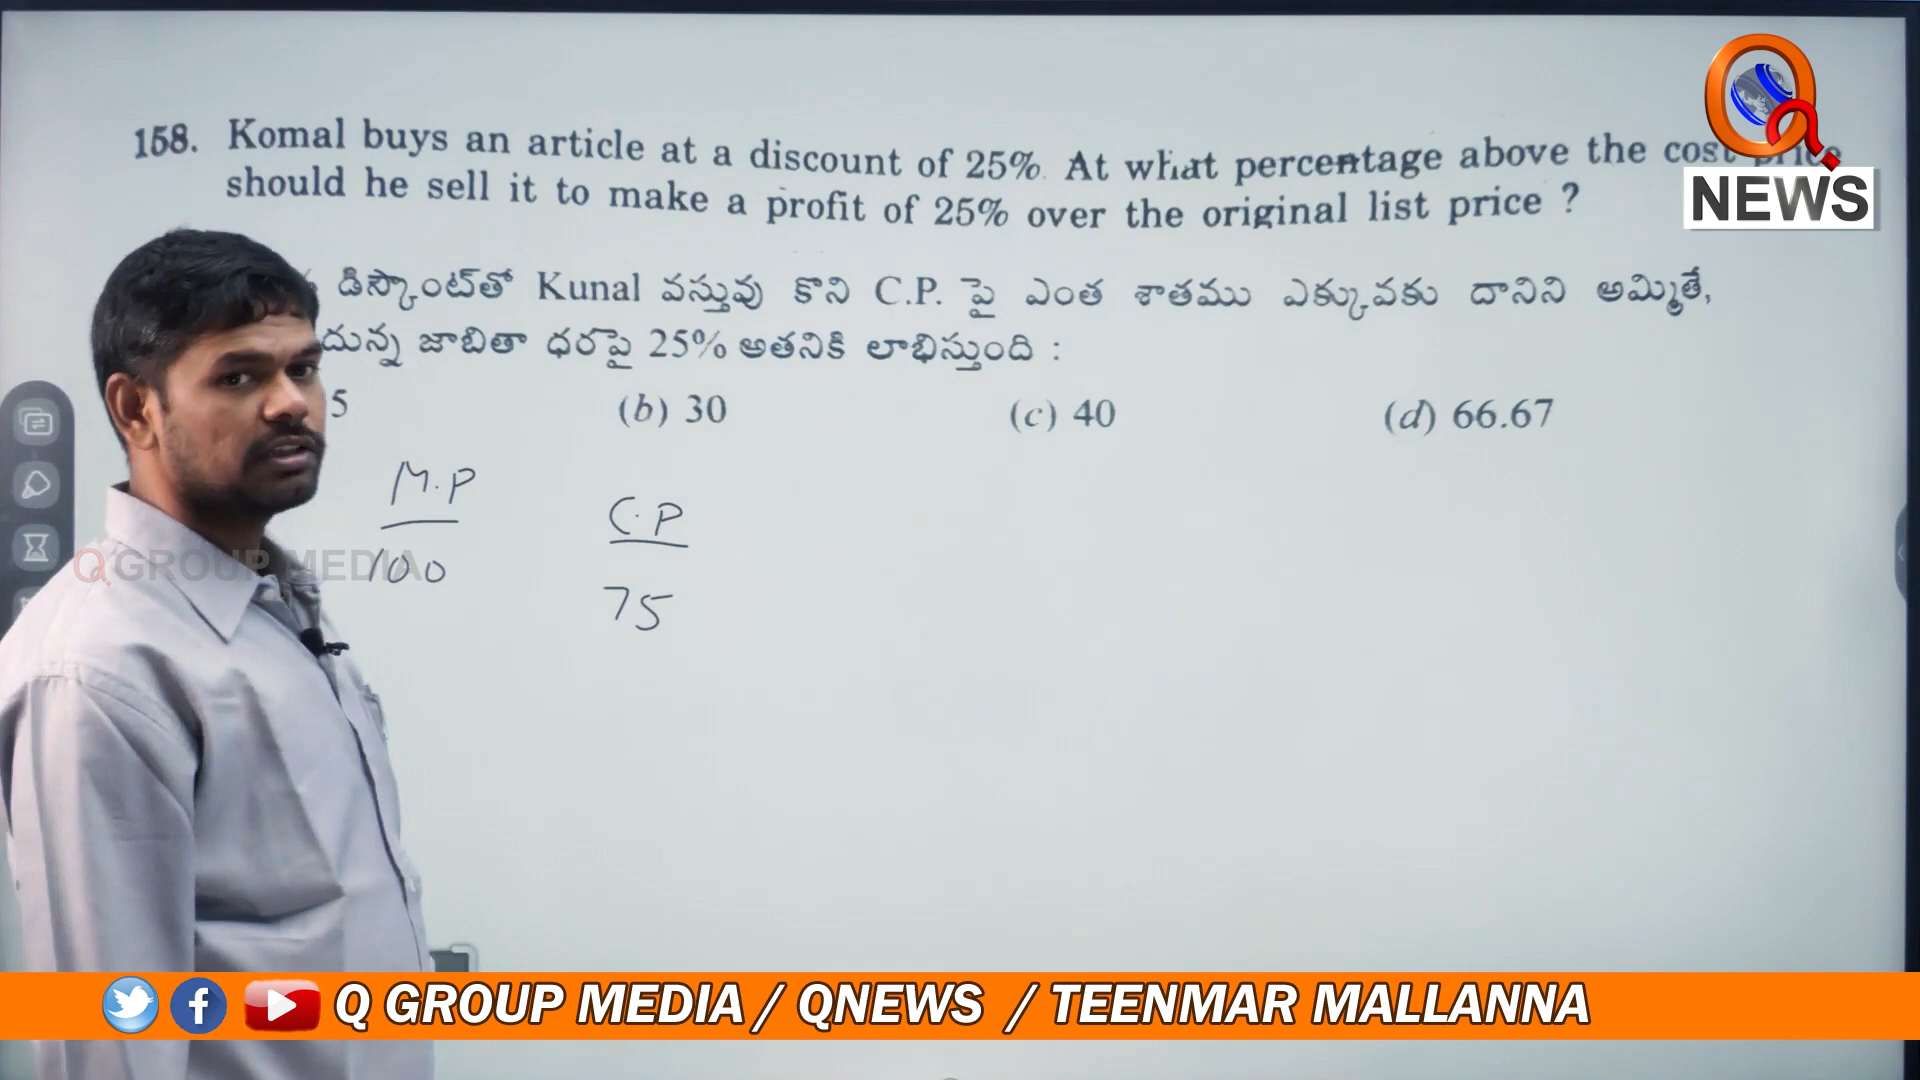 158. Komal buys an article at a discount of 25%. At what percentage above the cost price
should he sell it to make a profit of 25% over the original list price ?
డిస్కౌంట్‌తో Kunal వస్తువు కొని C.P. పై ఎంత శాతము ఎక్కువకు దానిని అమ్మితే,
దున్న జాబితా ధరపై 25% అతనికి లాభిస్తుంది :
5 (b) 30 (c) 40 (d) 66.67
M.P
100
C.P
75
Q NEWS
Q GROUP MEDIA
Q GROUP MEDIA / QNEWS / TEENMAR MALLANNA